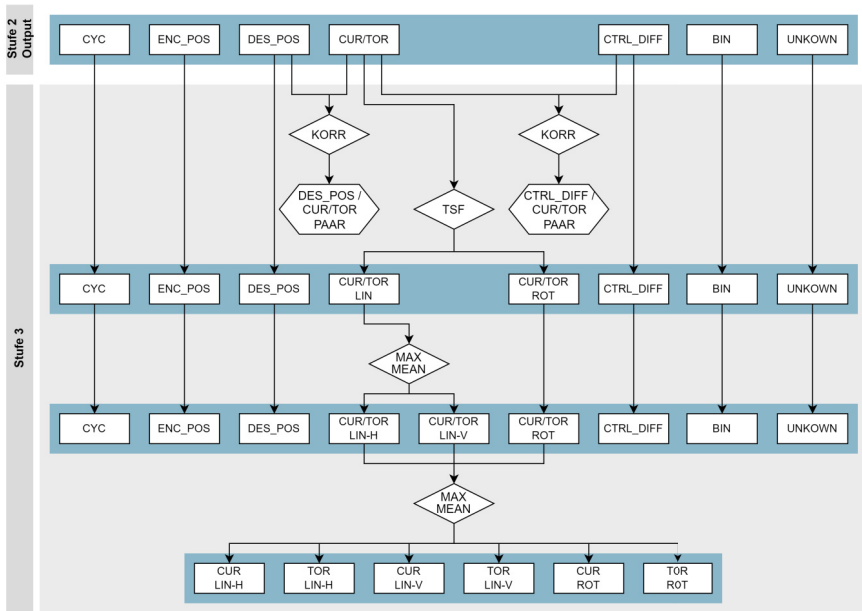 Stufe 2
Output
CYC
ENC_POS
DES_POS
CUR/TOR
CTRL_DIFF
BIN
UNKOWN
KORR
KORR
DES_POS /
CUR/TOR
PAAR
TSF
CTRL_DIFF /
CUR/TOR
PAAR
Stufe 3
CYC
ENC_POS
DES_POS
CUR/TOR
LIN
CUR/TOR
ROT
CTRL_DIFF
BIN
UNKOWN
MAX
MEAN
CYC
ENC_POS
DES_POS
CUR/TOR
LIN-H
CUR/TOR
LIN-V
CUR/TOR
ROT
CTRL_DIFF
BIN
UNKOWN
MAX
MEAN
CUR
LIN-H
TOR
LIN-H
CUR
LIN-V
TOR
LIN-V
CUR
ROT
T0R
R0T